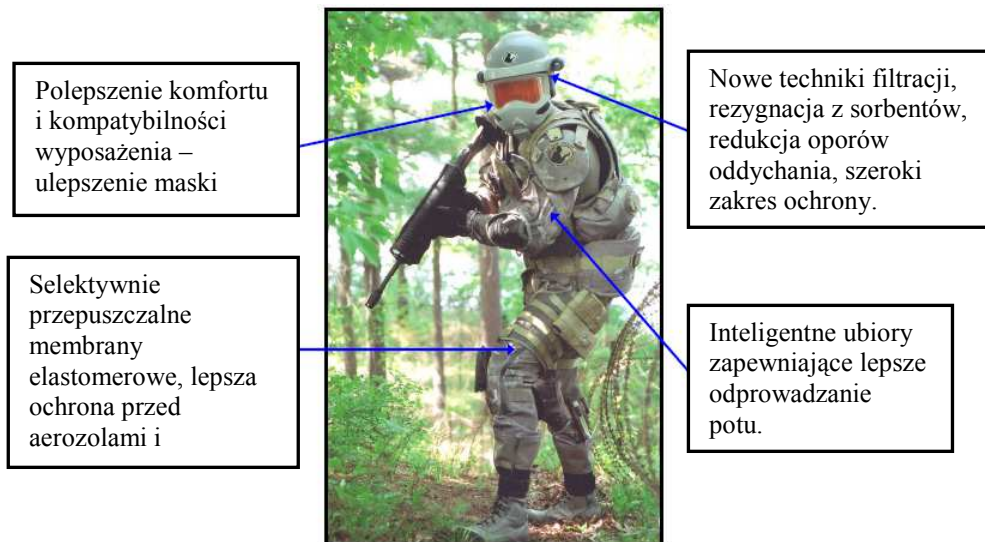 Polepszenie komfortu
i kompatybilności
wyposażenia –
ulepszenie maski
Nowe techniki filtracji,
rezygnacja z sorbentów,
redukcja oporów
oddychania, szeroki
zakres ochrony.
Selektywnie
przepuszczalne
membrany
elastomerowe, lepsza
ochrona przed
aerozolami i
Inteligentne ubiory
zapewniające lepsze
odprowadzanie
potu.